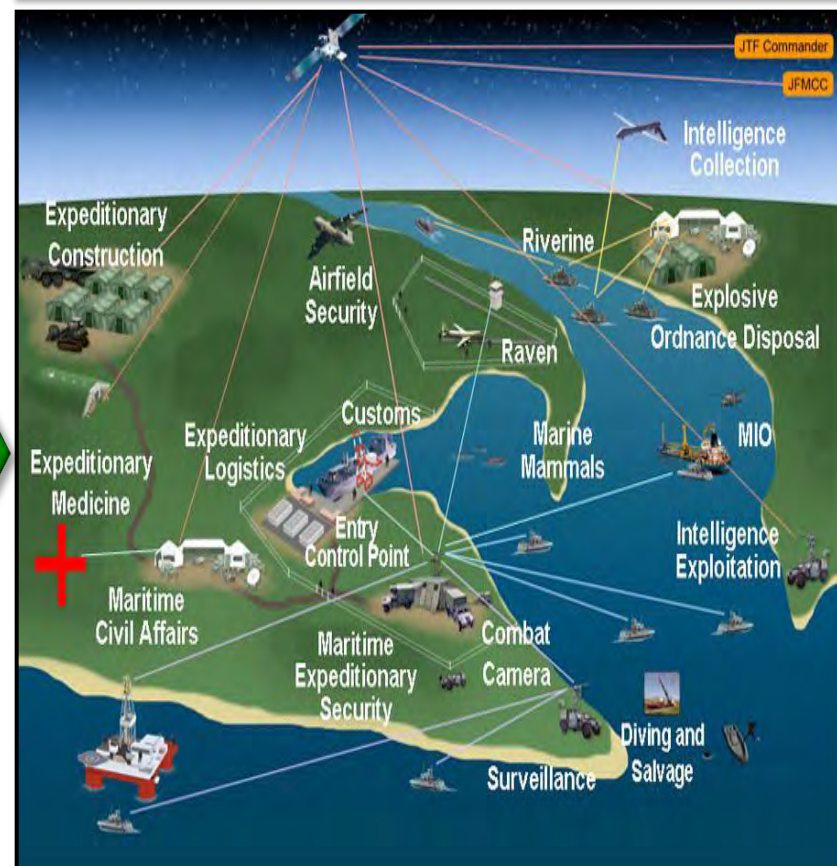 JTF Commander
JFMCC
Intelligence
Collection
Expeditionary
Construction
Riverine
Airfield
Security
Explosive
Ordnance Disposal
Raven
Customs
Expeditionary
Logistics
Marine
Mammals
MIO
Expeditionary
Medicine
Entry
Control Point
Intelligence
Exploitation
Maritime
Civil Affairs
Maritime
Expeditionary
Security
Combat
Camera
Diving and
Salvage
Surveillance